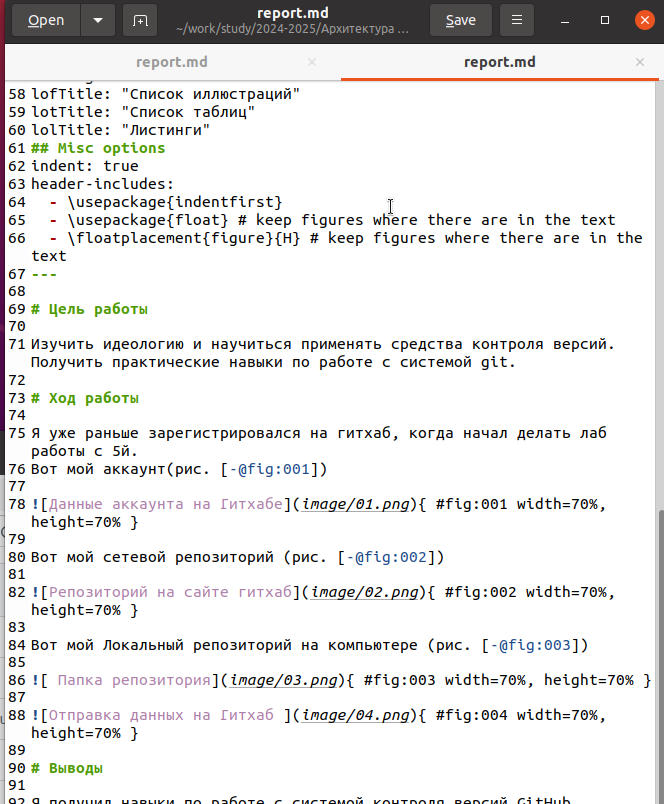 Open
report.md
~/work/study/2024-2025/Архитектура ...
Save
report.md
report.md
58 lofTitle: "Список иллюстраций"
59 lotTitle: "Список таблиц"
60 lolTitle: "Листинги"
61 ## Misc options
62 indent: true
63 header-includes:
64   - \usepackage{indentfirst}
65   - \usepackage{float} # keep figures where there are in the text
66   - \floatplacement{figure}{H} # keep figures where there are in the
text
67 ---
68
69 # Цель работы
70
71 Изучить идеологию и научиться применять средства контроля версий.
Получить практические навыки по работе с системой git.
72
73 # Ход работы
74
75 Я уже раньше зарегистрировался на гитхаб, когда начал делать лаб
работы с 5й.
76 Вот мой аккаунт(рис. [-@fig:001])
77
78 ![Данные аккаунта на Гитхабе](image/01.png){ #fig:001 width=70%,
height=70% }
79
80 Вот мой сетевой репозиторий (рис. [-@fig:002])
81
82 ![Репозиторий на сайте гитхаб](image/02.png){ #fig:002 width=70%,
height=70% }
83
84 Вот мой Локальный репозиторий на компьютере (рис. [-@fig:003])
85
86 ![ Папка репозитория](image/03.png){ #fig:003 width=70%, height=70% }
87
88 ![Отправка данных на Гитхаб ](image/04.png){ #fig:004 width=70%,
height=70% }
89
90 # Выводы
91
92 Я получил навыки по работе с системой контроля версий GitHub